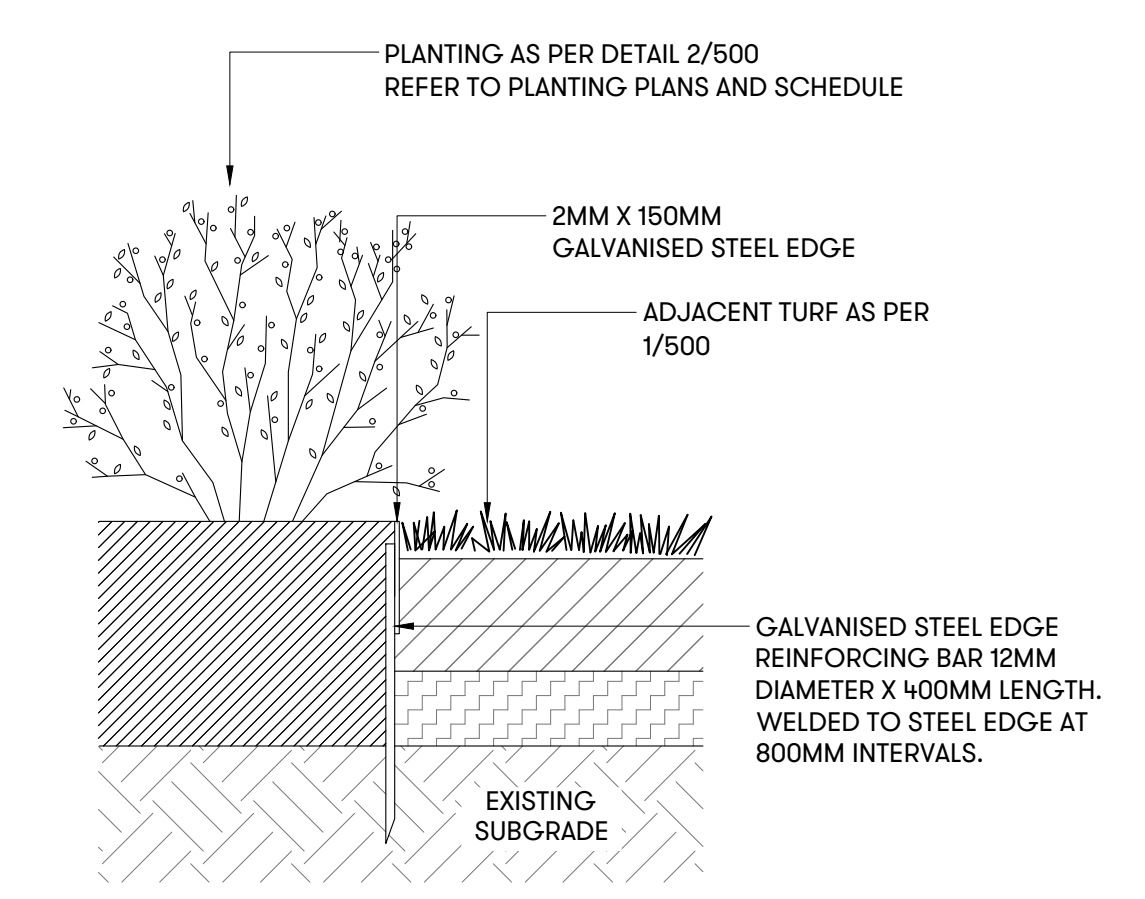 PLANTING AS PER DETAIL 2/500
REFER TO PLANTING PLANS AND SCHEDULE
2MM X 150MM
GALVANISED STEEL EDGE
ADJACENT TURF AS PER
1/500
GALVANISED STEEL EDGE
REINFORCING BAR 12MM
DIAMETER X 400MM LENGTH.
WELDED TO STEEL EDGE AT
800MM INTERVALS.
EXISTING
SUBGRADE